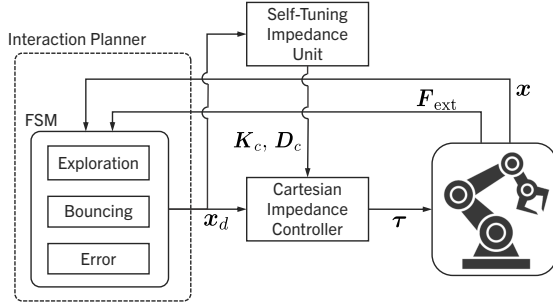 Self-Tuning
Impedance
Unit
Interaction Planner
x
F_ext
FSM
K_c, D_c
Exploration
Bouncing
Error
x_d
Cartesian
Impedance
Controller
τ